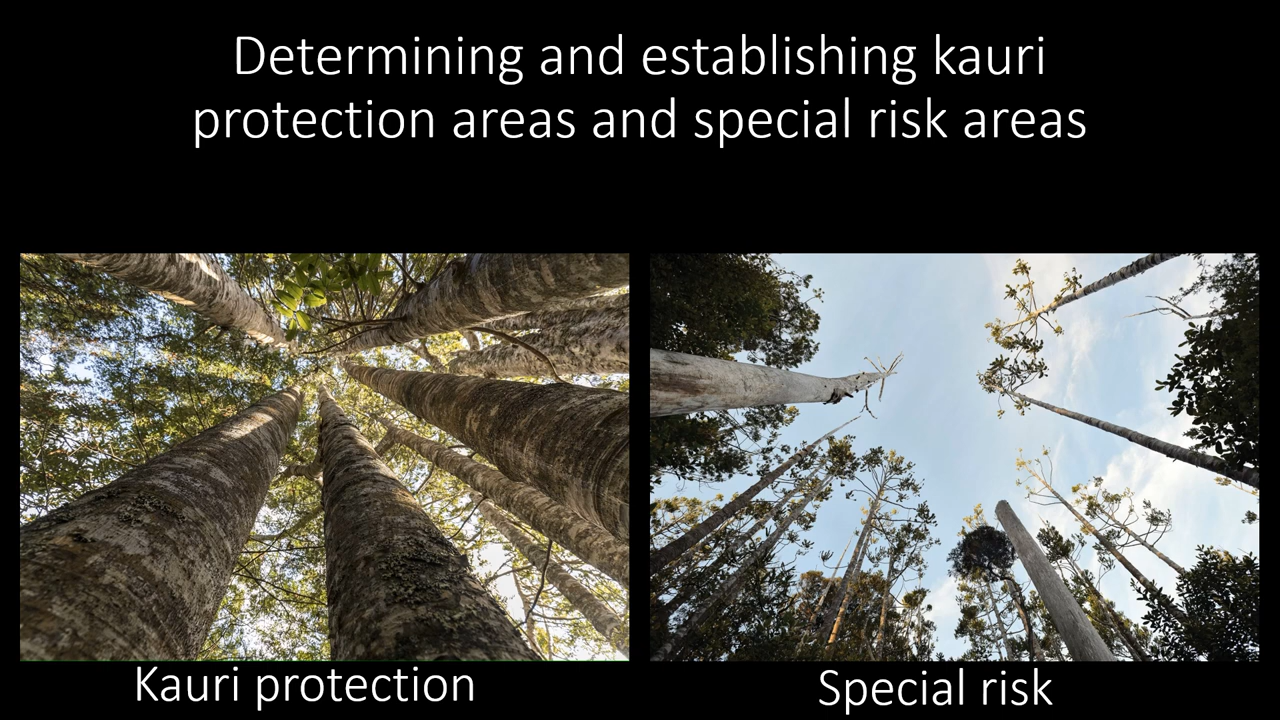 Determining and establishing kauri
protection areas and special risk areas
Kauri protection
Special risk